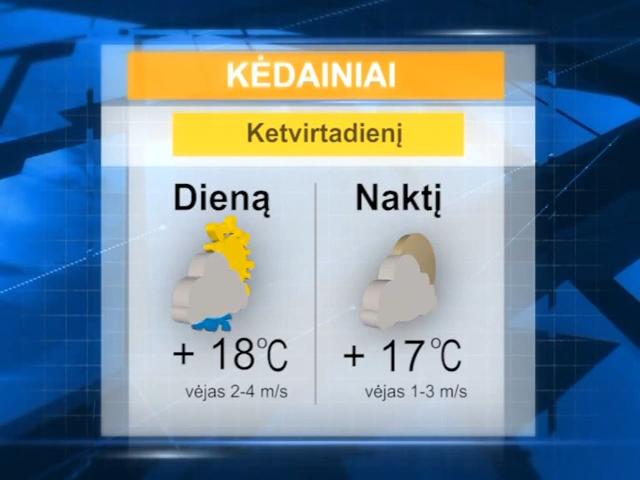 KĖDAINIAI
Ketvirtadienį
Dieną
Naktį
+ 18°C
+ 17°C
vėjas 2-4 m/s
vėjas 1-3 m/s